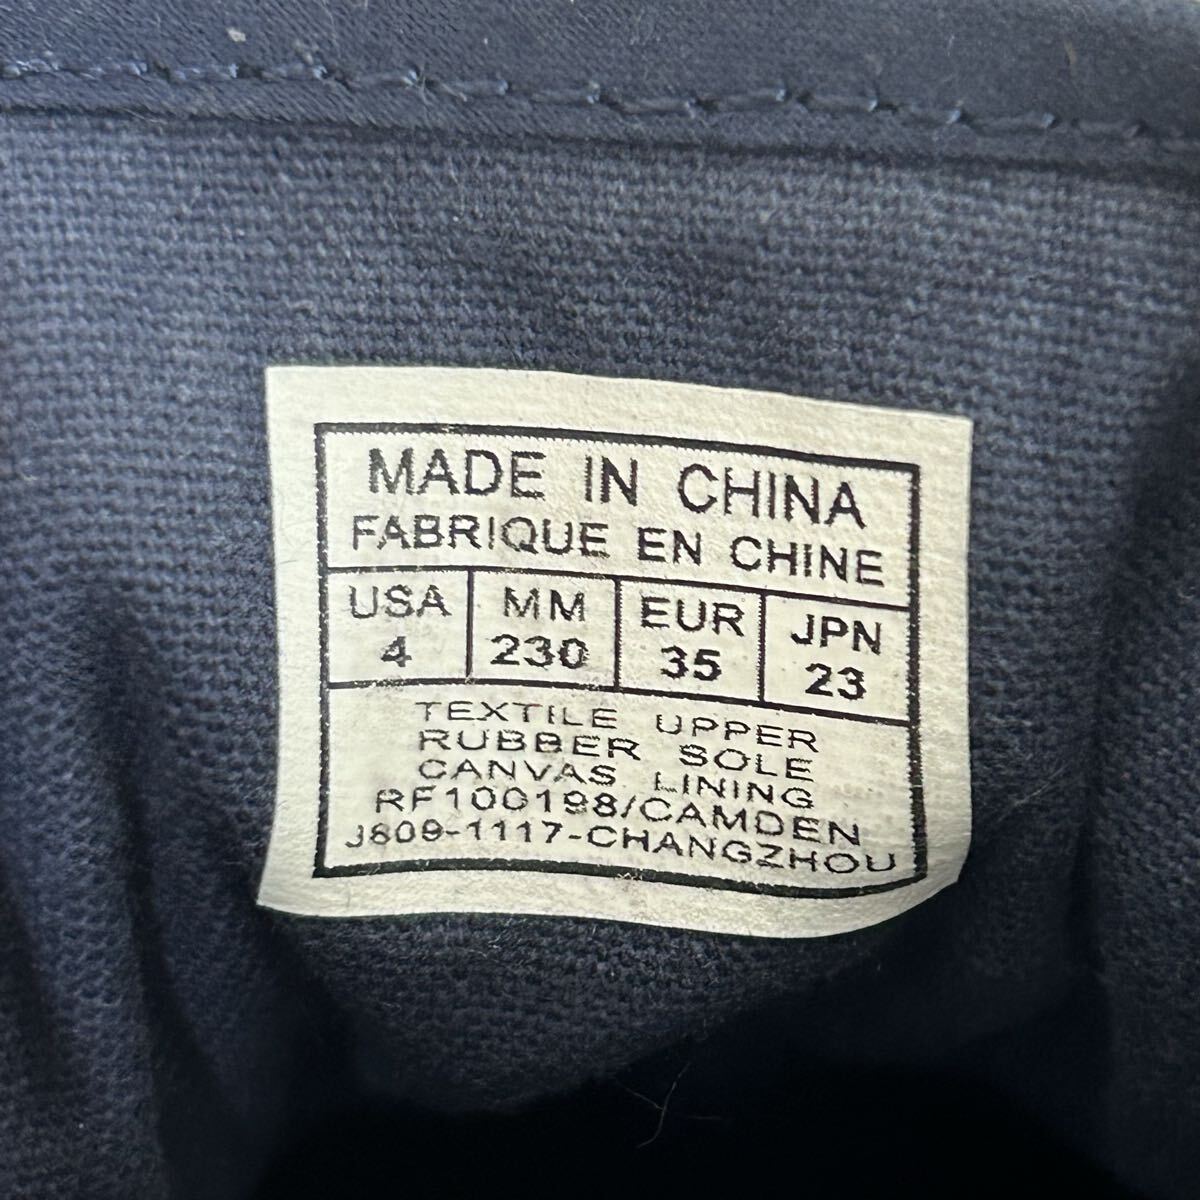 MADE IN CHINA
FABRIQUE EN CHINE
USA MM EUR JPN
4 230 35 23
TEXTILE UPPER
RUBBER SOLE
CANVAS LINING
RF100198/CAMDEN
J809-1117-CHANGZHOU